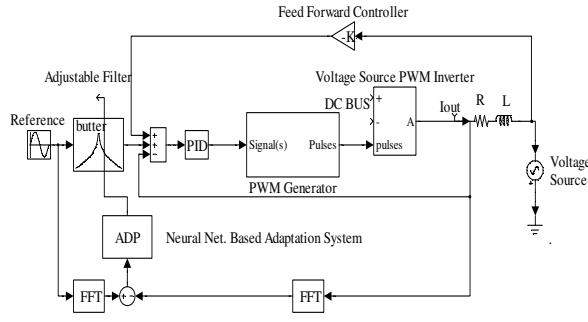 Feed Forward Controller
-K
Adjustable Filter
Voltage Source PWM Inverter
DC BUS
+
-
A
pulses
Iout
R
L
Reference
butter
+
+
-
PID
Signal(s)
Pulses
PWM Generator
Voltage
Source
+
ADP
Neural Net. Based Adaptation System
FFT
+
-
FFT
.